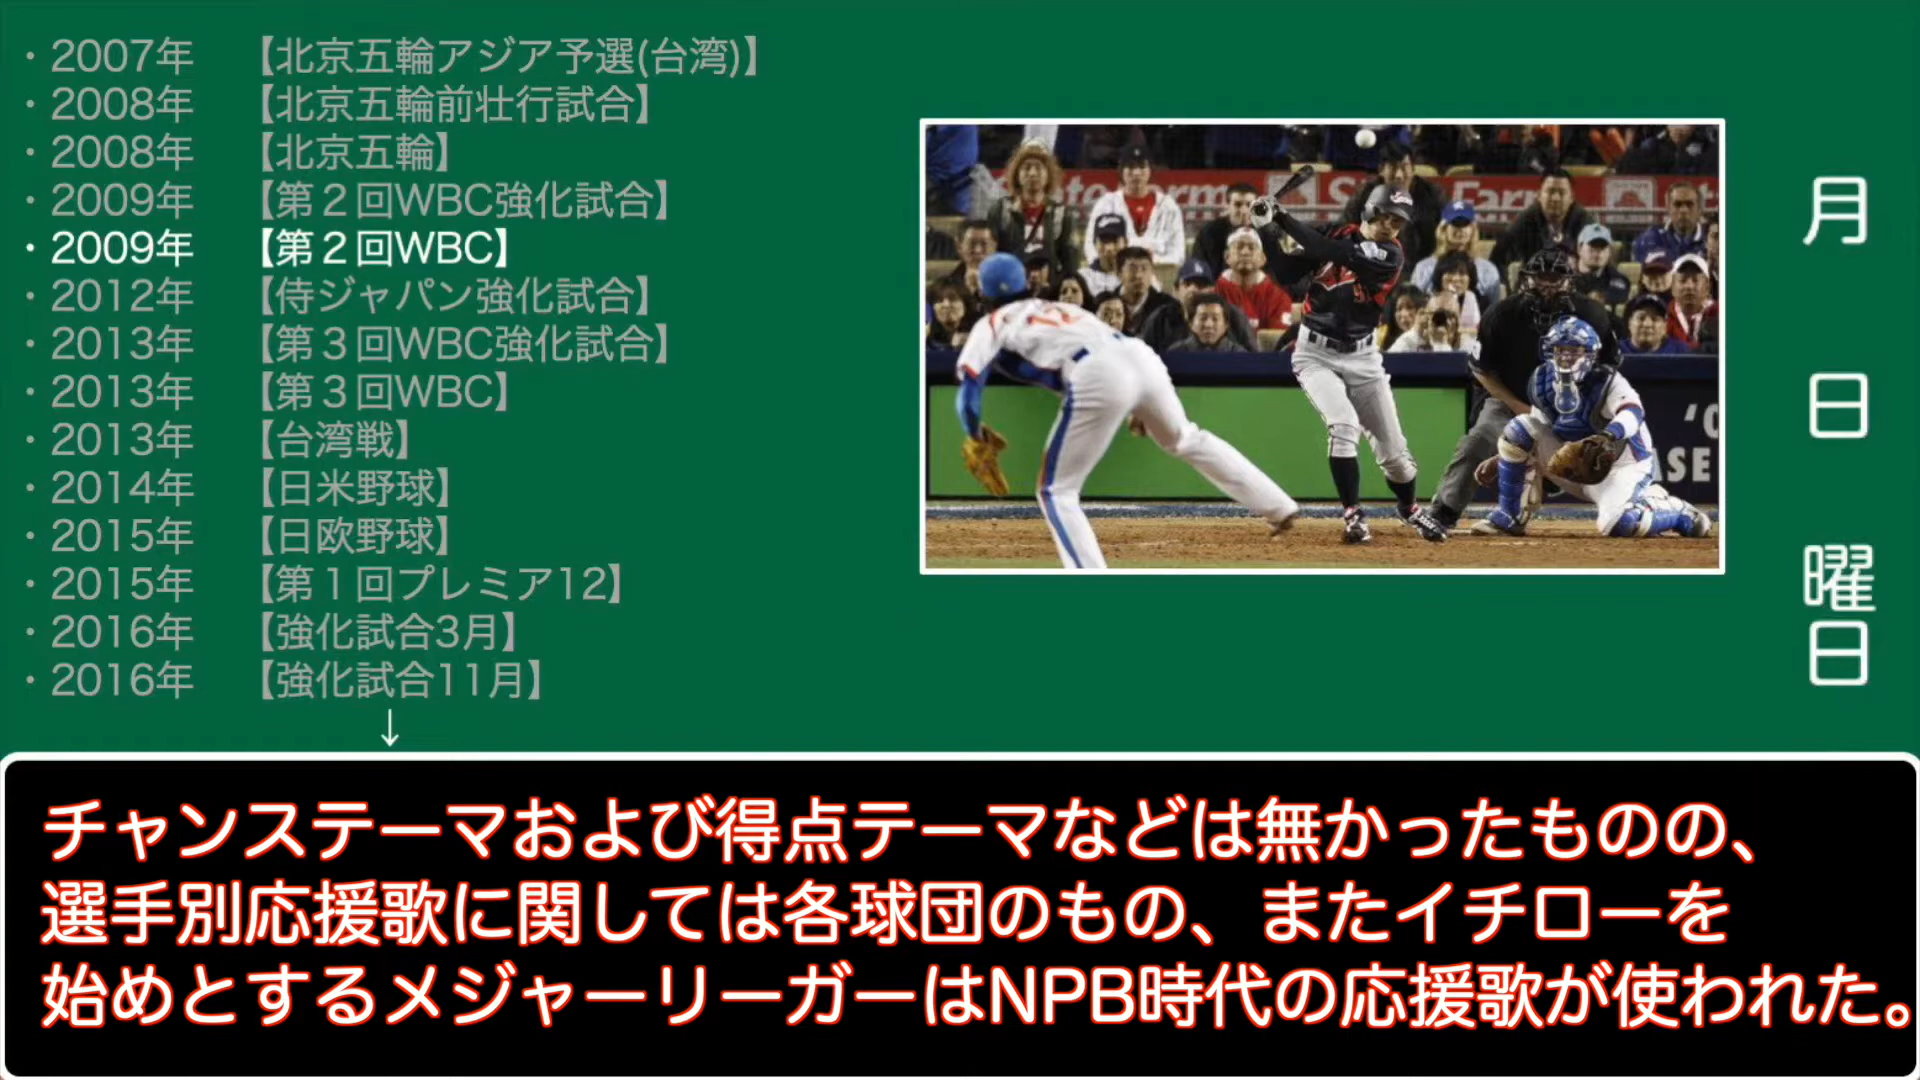 ・2007年 【北京五輪アジア予選(台湾)】
・2008年 【北京五輪前壮行試合】
・2008年 【北京五輪】
・2009年 【第２回WBC強化試合】
・2009年 【第２回WBC】
・2012年 【侍ジャパン強化試合】
・2013年 【第３回WBC強化試合】
・2013年 【第３回WBC】
・2013年 【台湾戦】
・2014年 【日米野球】
・2015年 【日欧野球】
・2015年 【第１回プレミア12】
・2016年 【強化試合3月】
・2016年 【強化試合11月】
↓
State Farm
ASE
月
日
曜
日
チャンステーマおよび得点テーマなどは無かったものの、
選手別応援歌に関しては各球団のもの、またイチローを
始めとするメジャーリーガーはNPB時代の応援歌が使われた。